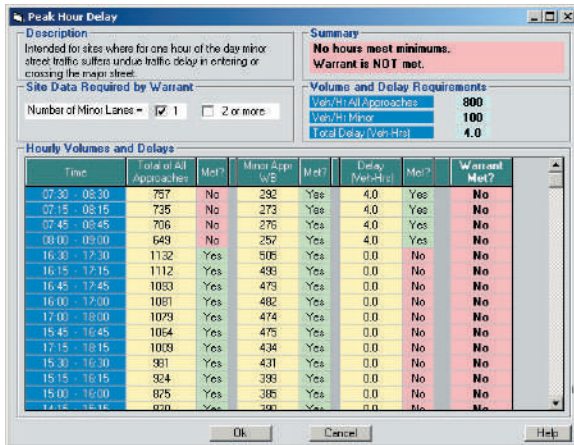 Peak Hour Delay
Description
Intended for sites where for one hour of the day minor
street traffic suffers undue traffic delay in entering or
crossing the major street.
Summary
No hours meet minimums.
Warrant is NOT met.
Site Data Required by Warrant
Number of Minor Lanes = 1 2 or more
Volume and Delay Requirements
Veh/Hr All Approaches 800
Veh/Hr Minor 100
Total Delay (Veh-Hrs) 4.0
Hourly Volumes and Delays
Time Total of All Approaches Met? Minor Appr WB Met? Delay (Veh-Hrs) Met? Warrant Met?
07:30 - 08:30 757 No 292 Yes 4.0 Yes No
07:15 - 08:15 735 No 273 Yes 4.0 Yes No
07:45 - 08:45 706 No 276 Yes 4.0 Yes No
08:00 - 09:00 649 No 257 Yes 4.0 Yes No
16:30 - 17:30 1132 Yes 505 Yes 0.0 No No
16:15 - 17:15 1112 Yes 499 Yes 0.0 No No
16:45 - 17:45 1093 Yes 479 Yes 0.0 No No
16:00 - 17:00 1081 Yes 482 Yes 0.0 No No
17:00 - 18:00 1079 Yes 474 Yes 0.0 No No
15:45 - 16:45 1064 Yes 475 Yes 0.0 No No
17:15 - 18:15 1009 Yes 434 Yes 0.0 No No
15:30 - 16:30 981 Yes 431 Yes 0.0 No No
15:15 - 16:15 924 Yes 399 Yes 0.0 No No
15:00 - 16:00 875 Yes 385 Yes 0.0 No No
14:15 - 15:15 Yes Yes 0.0 No No
Ok Cancel Help